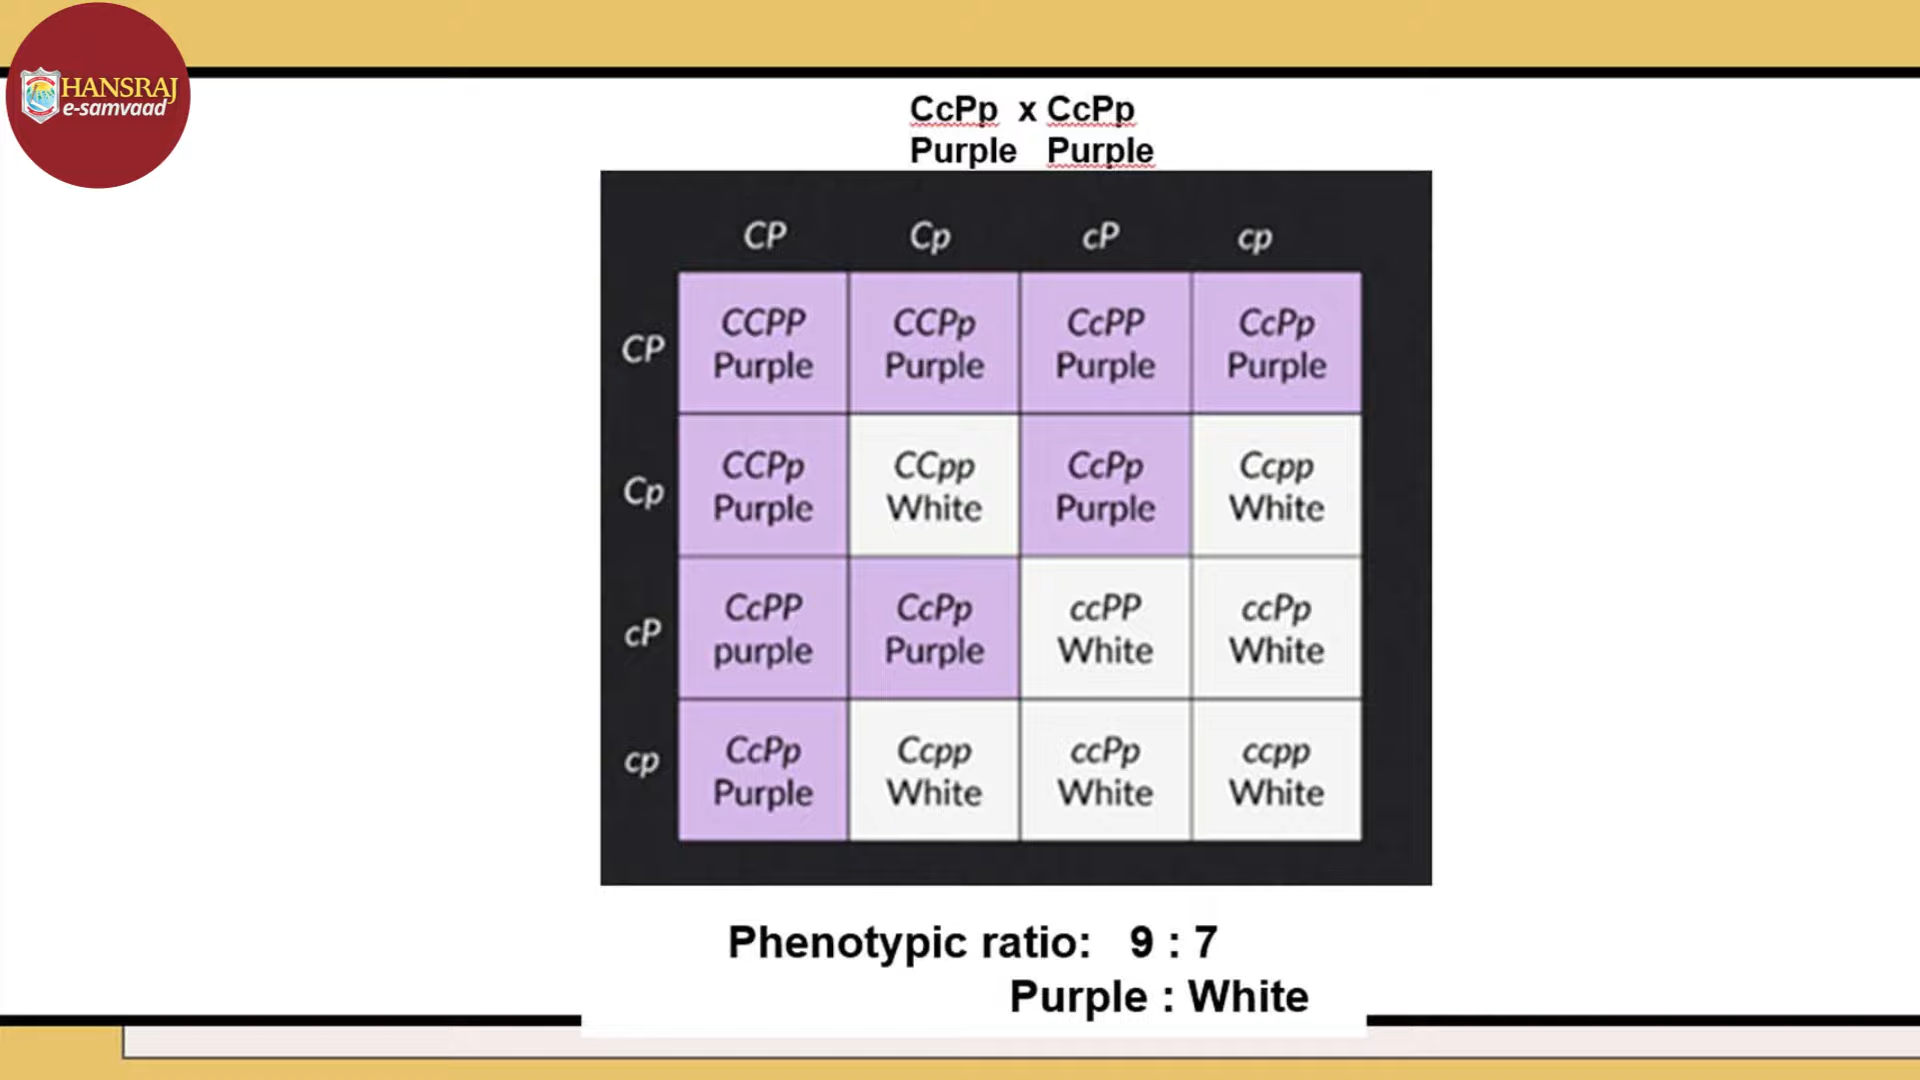 HANSRAJ
e-samvaad
CcPp x CcPp
Purple Purple
CP Cp cP cp
CP
CCPP
Purple
CCPp
Purple
CcPP
Purple
CcPp
Purple
Cp
CCPp
Purple
CCpp
White
CcPp
Purple
Ccpp
White
cP
CcPP
purple
CcPp
Purple
ccPP
White
ccPp
White
cp
CcPp
Purple
Ccpp
White
ccPp
White
ccpp
White
Phenotypic ratio: 9 : 7
Purple : White